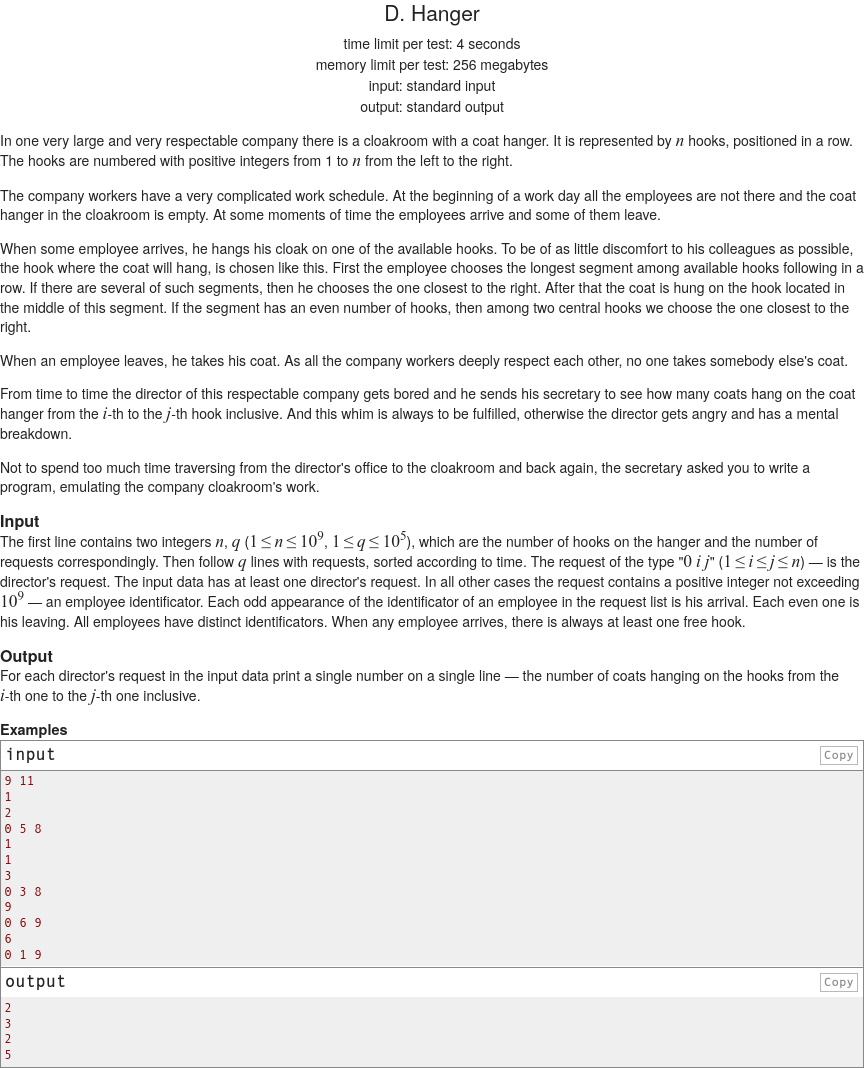 D. Hanger
time limit per test: 4 seconds
memory limit per test: 256 megabytes
input: standard input
output: standard output
In one very large and very respectable company there is a cloakroom with a coat hanger. It is represented by n hooks, positioned in a row.
The hooks are numbered with positive integers from 1 to n from the left to the right.
The company workers have a very complicated work schedule. At the beginning of a work day all the employees are not there and the coat
hanger in the cloakroom is empty. At some moments of time the employees arrive and some of them leave.
When some employee arrives, he hangs his cloak on one of the available hooks. To be of as little discomfort to his colleagues as possible,
the hook where the coat will hang, is chosen like this. First the employee chooses the longest segment among available hooks following in a
row. If there are several of such segments, then he chooses the one closest to the right. After that the coat is hung on the hook located in
the middle of this segment. If the segment has an even number of hooks, then among two central hooks we choose the one closest to the
right.
When an employee leaves, he takes his coat. As all the company workers deeply respect each other, no one takes somebody else's coat.
From time to time the director of this respectable company gets bored and he sends his secretary to see how many coats hang on the coat
hanger from the i-th to the j-th hook inclusive. And this whim is always to be fulfilled, otherwise the director gets angry and has a mental
breakdown.
Not to spend too much time traversing from the director's office to the cloakroom and back again, the secretary asked you to write a
program, emulating the company cloakroom's work.
Input
The first line contains two integers n, q (1 ≤ n ≤ 10^9, 1 ≤ q ≤ 10^5), which are the number of hooks on the hanger and the number of
requests correspondingly. Then follow q lines with requests, sorted according to time. The request of the type "0 i j" (1 ≤ i ≤ j ≤ n) — is the
director's request. The input data has at least one director's request. In all other cases the request contains a positive integer not exceeding
10^9 — an employee identificator. Each odd appearance of the identificator of an employee in the request list is his arrival. Each even one is
his leaving. All employees have distinct identificators. When any employee arrives, there is always at least one free hook.
Output
For each director's request in the input data print a single number on a single line — the number of coats hanging on the hooks from the
i-th one to the j-th one inclusive.
Examples
input
Copy
9 11
1
2
0 5 8
1
1
3
0 3 8
9
0 6 9
6
0 1 9
output
Copy
2
3
2
5